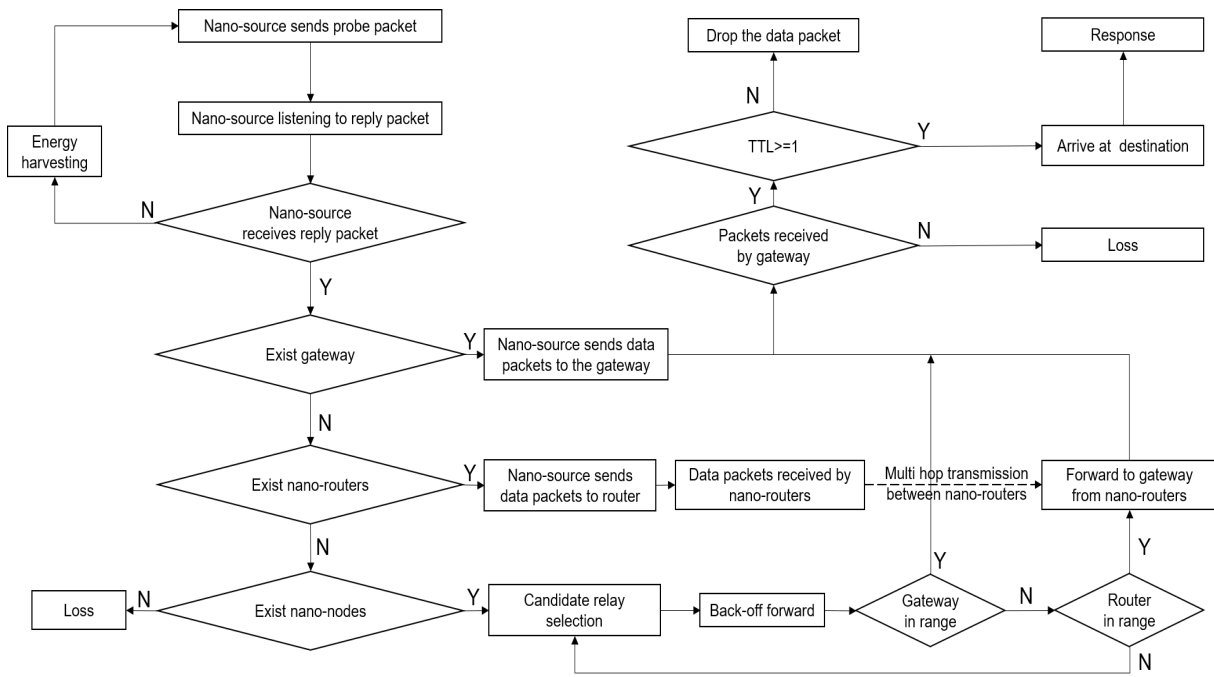 Nano-source sends probe packet
Nano-source listening to reply packet
Energy
harvesting
N
Nano-source
receives reply packet
Y
Exist gateway
Y
Nano-source sends data
packets to the gateway
N
Exist nano-routers
Y
Nano-source sends
data packets to router
Data packets received by
nano-routers
Multi hop transmission
between nano-routers
Forward to gateway
from nano-routers
N
Exist nano-nodes
N
Loss
Y
Candidate relay
selection
Back-off forward
Gateway
in range
Y
N
Router
in range
Y
N
Packets received
by gateway
N
Loss
Y
TTL>=1
N
Drop the data packet
Y
Arrive at destination
Response